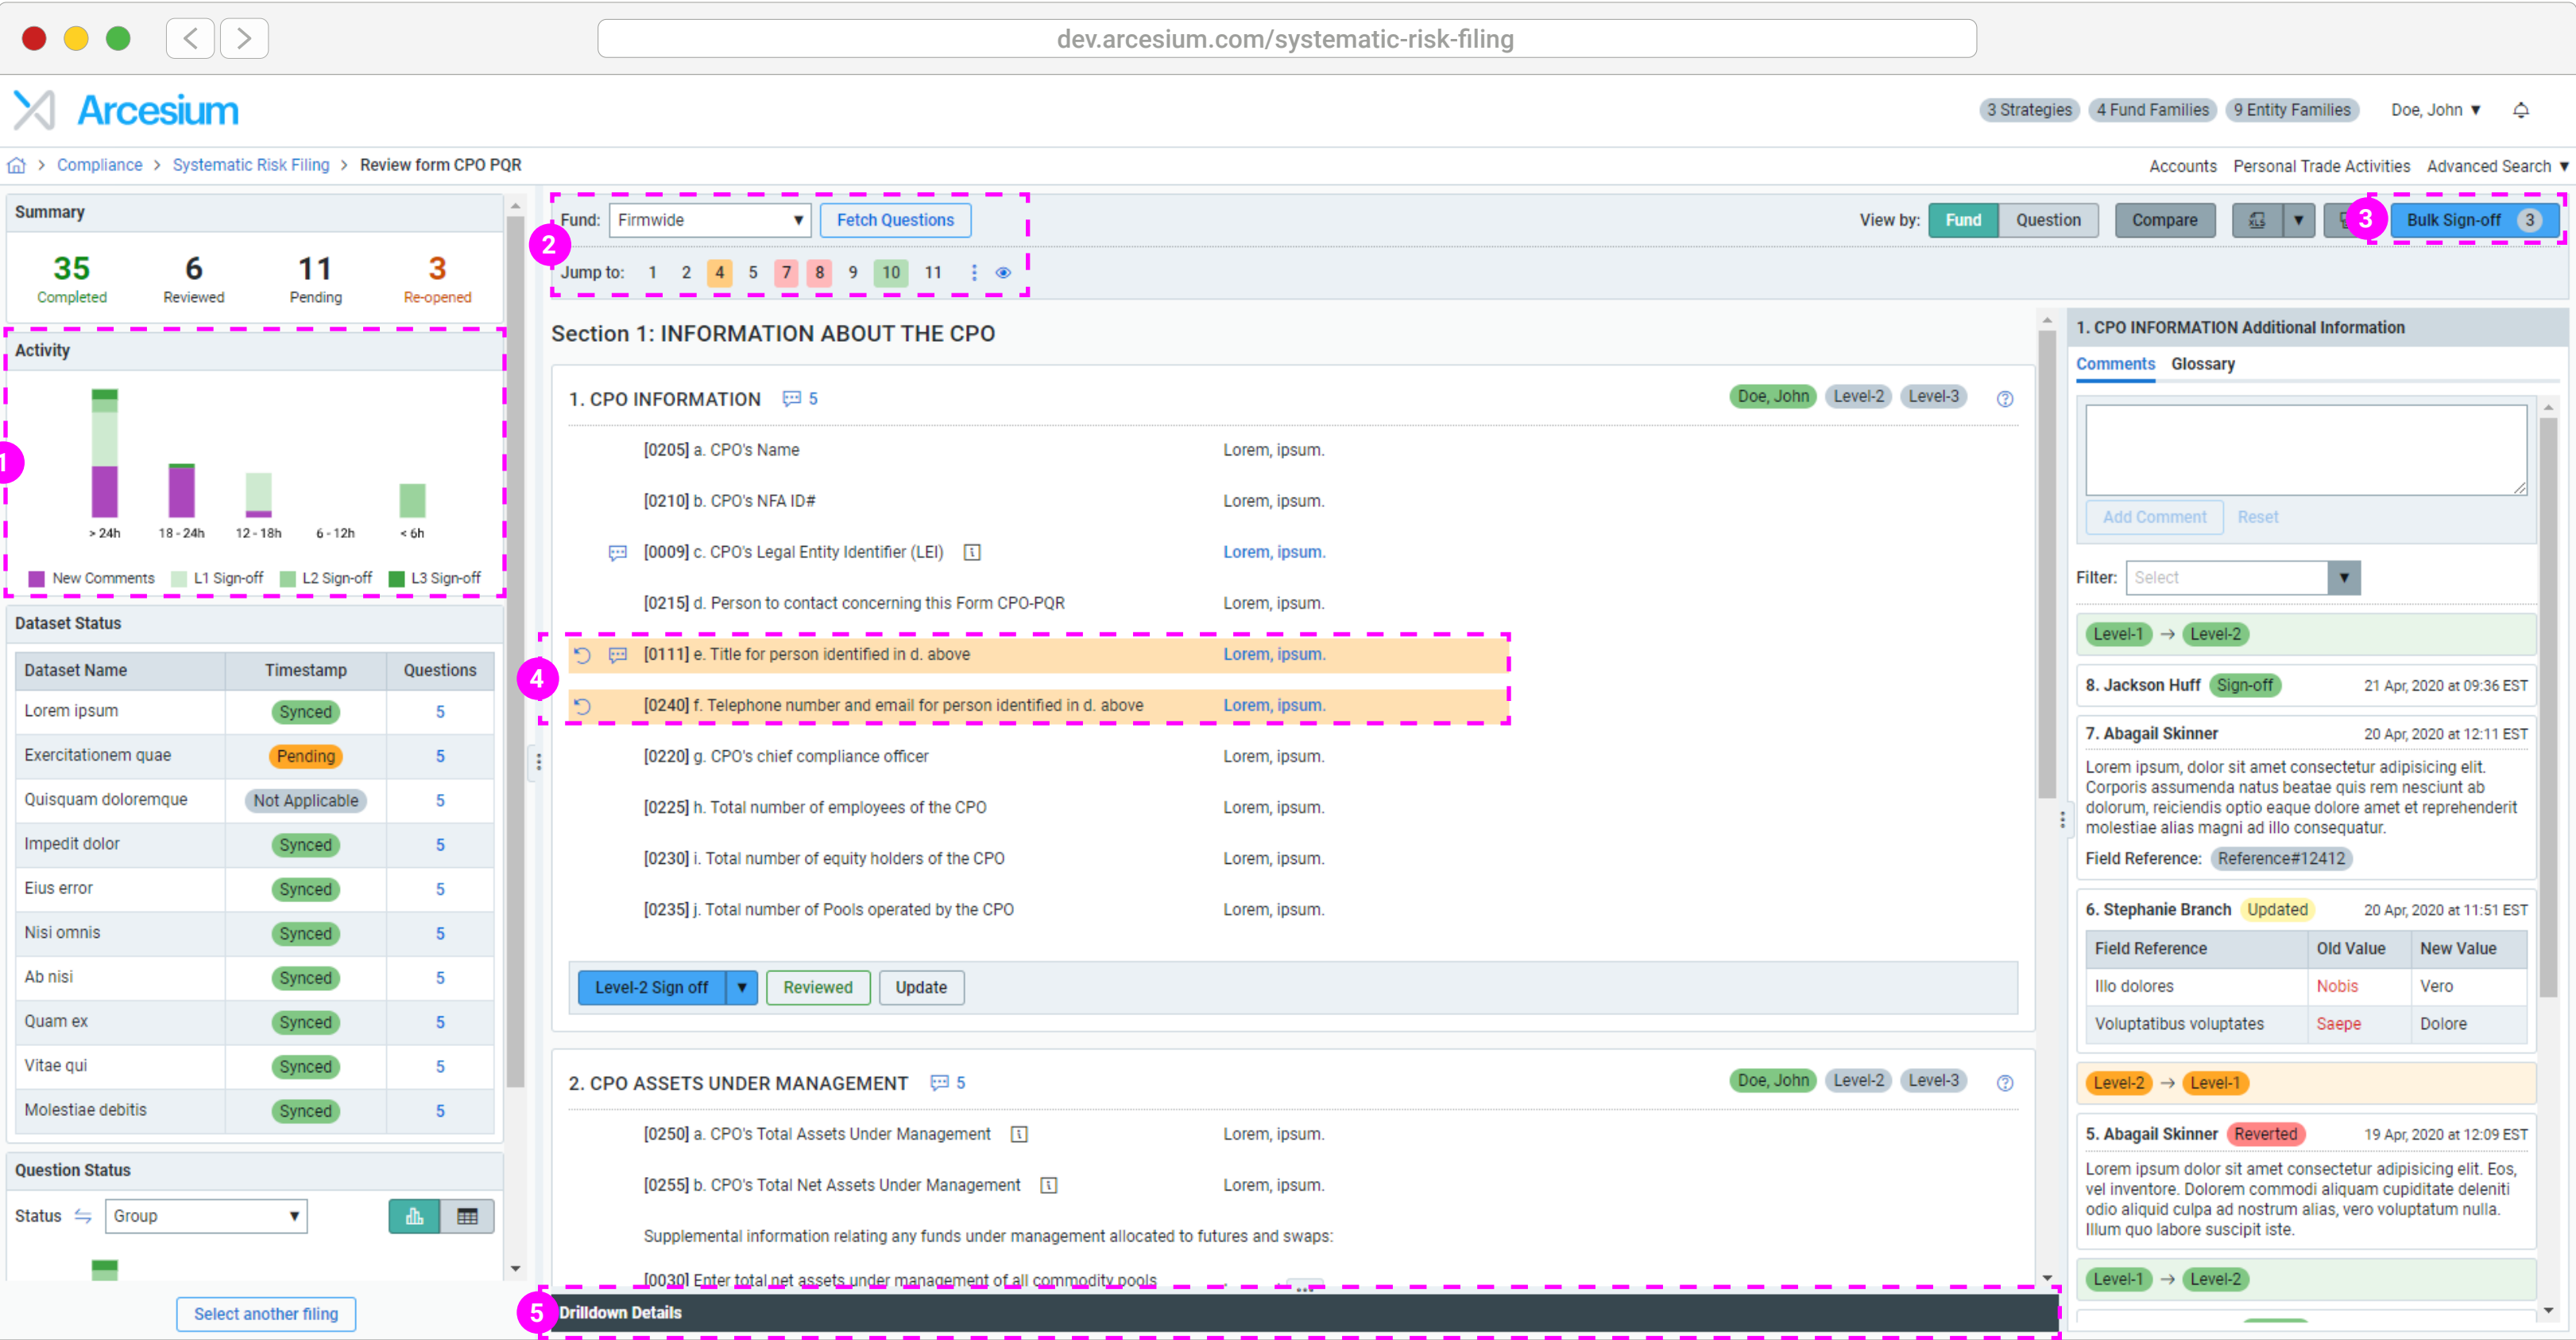 dev.arcesium.com/systematic-risk-filing
Arcesium
3 Strategies 4 Fund Families 9 Entity Families Doe, John
> Compliance > Systematic Risk Filing > Review form CPO PQR
Accounts Personal Trade Activities Advanced Search
Summary
35 6 11 3
Completed Reviewed Pending Re-opened
1
Activity
> 24h 18 - 24h 12 - 18h 6 - 12h < 6h
New Comments L1 Sign-off L2 Sign-off L3 Sign-off
Dataset Status
Dataset Name Timestamp Questions
Lorem ipsum Synced 5
Exercitationem quae Pending 5
Quisquam doloremque Not Applicable 5
Impedit dolor Synced 5
Eius error Synced 5
Nisi omnis Synced 5
Ab nisi Synced 5
Quam ex Synced 5
Vitae qui Synced 5
Molestiae debitis Synced 5
Question Status
Status Group
Select another filing
2
Fund: Firmwide Fetch Questions
Jump to: 1 2 4 5 7 8 9 10 11
View by: Fund Question Compare XLS
3
Bulk Sign-off 3
Section 1: INFORMATION ABOUT THE CPO
1. CPO INFORMATION 5 Doe, John Level-2 Level-3
[0205] a. CPO's Name Lorem, ipsum.
[0210] b. CPO's NFA ID# Lorem, ipsum.
[0009] c. CPO's Legal Entity Identifier (LEI) Lorem, ipsum.
[0215] d. Person to contact concerning this Form CPO-PQR Lorem, ipsum.
4
[0111] e. Title for person identified in d. above Lorem, ipsum.
[0240] f. Telephone number and email for person identified in d. above Lorem, ipsum.
[0220] g. CPO's chief compliance officer Lorem, ipsum.
[0225] h. Total number of employees of the CPO Lorem, ipsum.
[0230] i. Total number of equity holders of the CPO Lorem, ipsum.
[0235] j. Total number of Pools operated by the CPO Lorem, ipsum.
Level-2 Sign off Reviewed Update
2. CPO ASSETS UNDER MANAGEMENT 5 Doe, John Level-2 Level-3
[0250] a. CPO's Total Assets Under Management Lorem, ipsum.
[0255] b. CPO's Total Net Assets Under Management Lorem, ipsum.
Supplemental information relating any funds under management allocated to futures and swaps:
[0030] Enter total net assets under management of all commodity pools
5
Drilldown Details
1. CPO INFORMATION Additional Information
Comments Glossary
Add Comment Reset
Filter: Select
Level-1 → Level-2
8. Jackson Huff Sign-off 21 Apr, 2020 at 09:36 EST
7. Abagail Skinner 20 Apr, 2020 at 12:11 EST
Lorem ipsum, dolor sit amet consectetur adipisicing elit.
Corporis assumenda natus beatae quis rem nesciunt ab
dolorum, reiciendis optio eaque dolore amet et reprehenderit
molestiae alias magni ad illo consequatur.
Field Reference: Reference#12412
6. Stephanie Branch Updated 20 Apr, 2020 at 11:51 EST
Field Reference Old Value New Value
Illo dolores Nobis Vero
Voluptatibus voluptates Saepe Dolore
Level-2 → Level-1
5. Abagail Skinner Reverted 19 Apr, 2020 at 12:09 EST
Lorem ipsum dolor sit amet consectetur adipisicing elit. Eos,
vel inventore. Dolorem commodi aliquam cupiditate deleniti
odio aliquid culpa ad nostrum alias, vero voluptatum nulla.
Illum quo labore suscipit iste.
Level-1 → Level-2